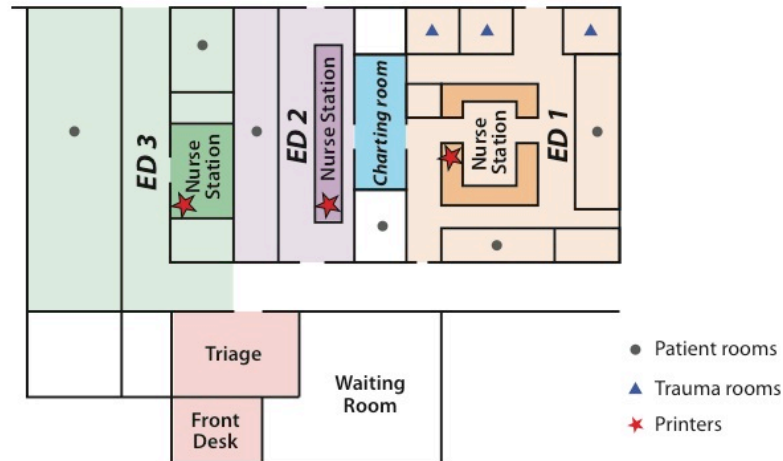 ED 3
Nurse
Station
ED 2
Nurse Station
Charting room
Nurse
Station
ED 1
Triage
Front
Desk
Waiting
Room
Patient rooms
Trauma rooms
Printers